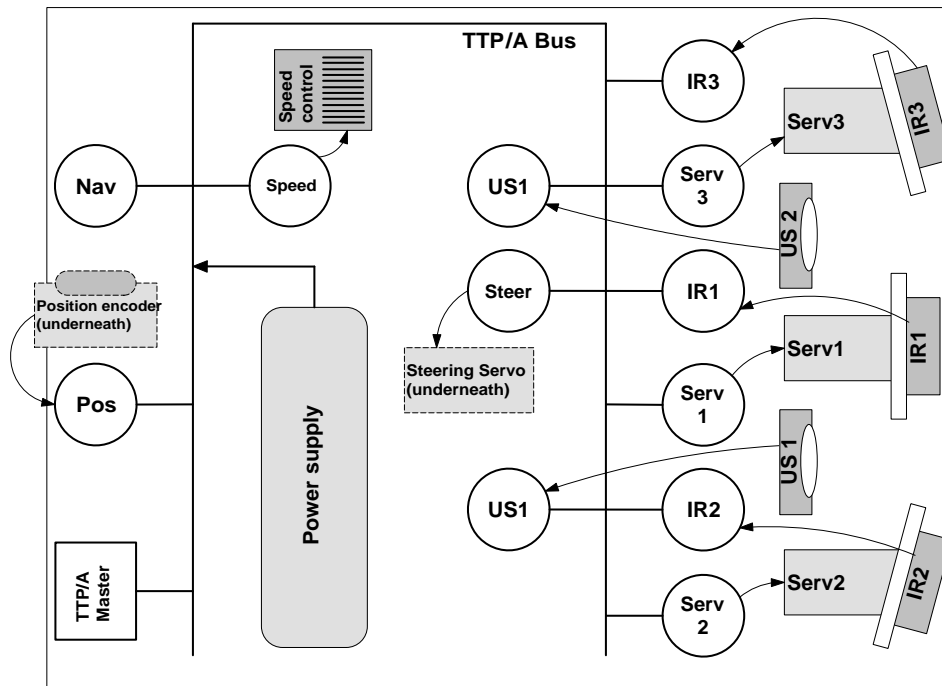 TTP/A Bus
Speed
control
IR3
Serv3
IR3
Nav
Speed
US1
Serv
3
US 2
Position encoder
(underneath)
Steer
IR1
Serv1
IR1
Steering Servo
(underneath)
Pos
Serv
1
US 1
Power supply
US1
IR2
TTP/A
Master
Serv2
IR2
Serv
2